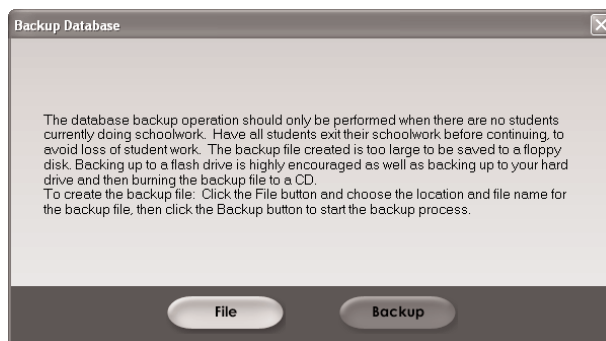 Backup Database
The database backup operation should only be performed when there are no students
currently doing schoolwork.  Have all students exit their schoolwork before continuing, to
avoid loss of student work.  The backup file created is too large to be saved to a floppy
disk. Backing up to a flash drive is highly encouraged as well as backing up to your hard
drive and then burning the backup file to a CD.
To create the backup file:  Click the File button and choose the location and file name for
the backup file, then click the Backup button to start the backup process.
File
Backup